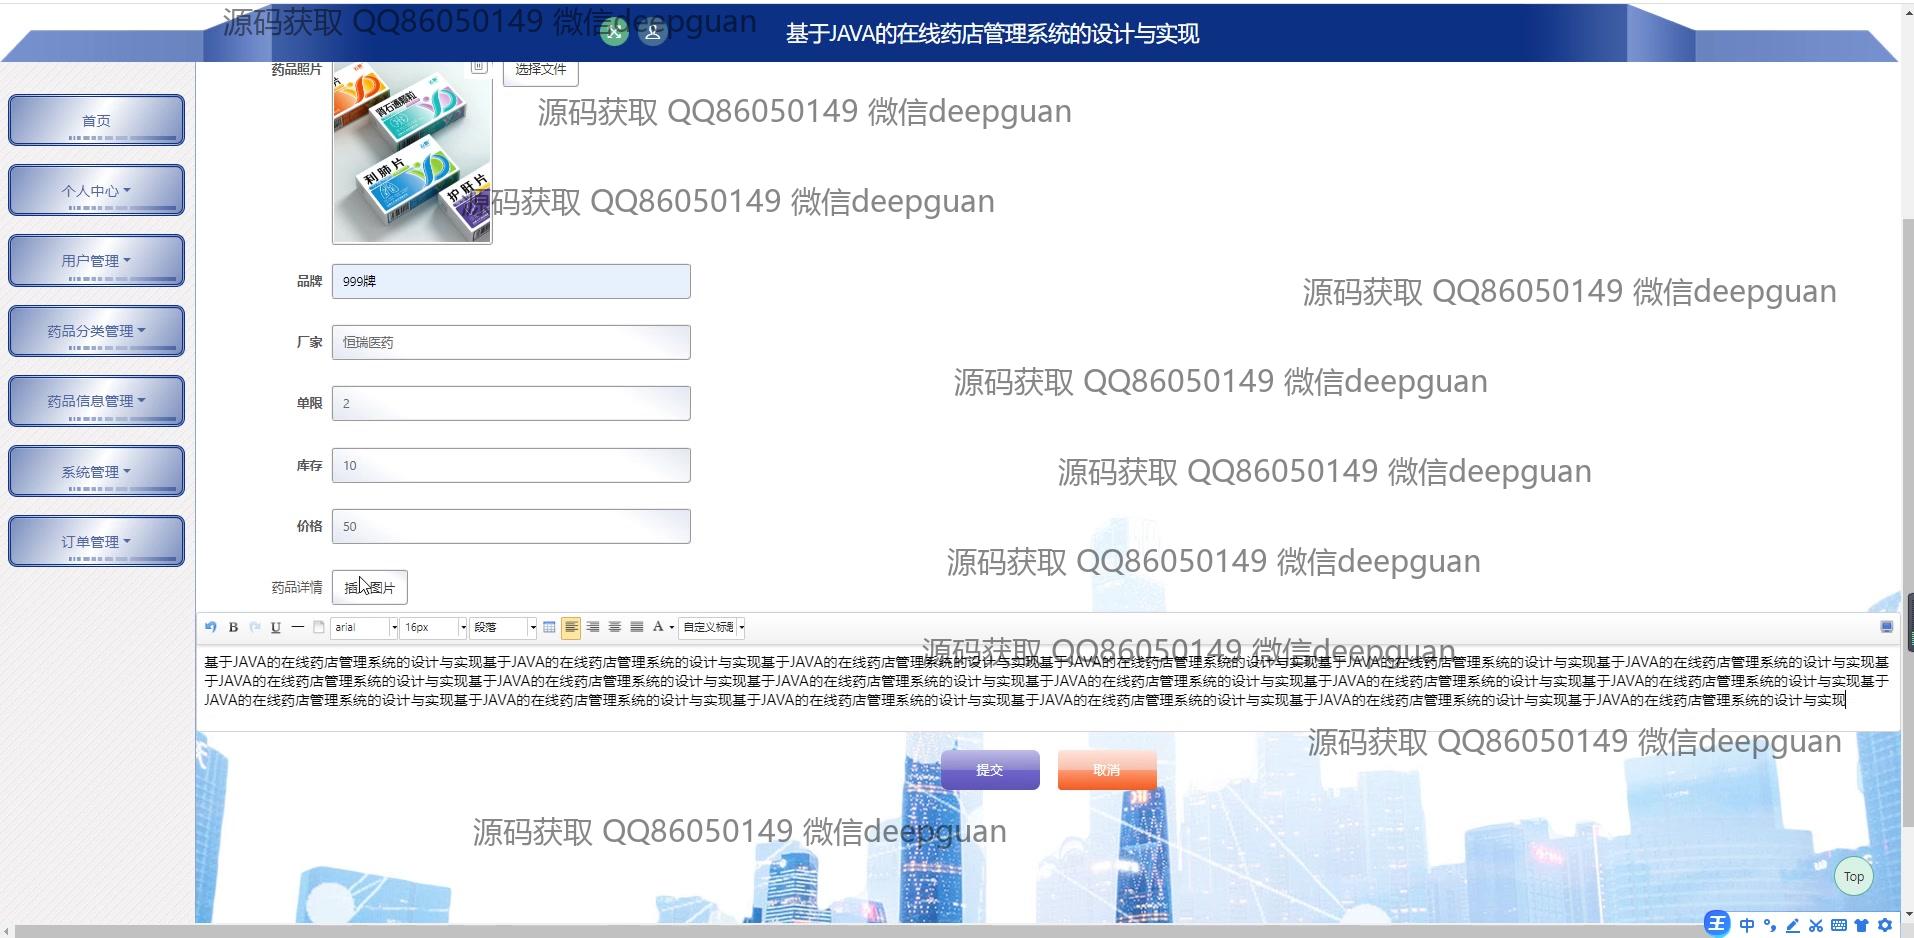 源码获取 QQ86050149 微信deepguan
基于JAVA的在线药店管理系统的设计与实现
药品照片
选择文件
肾石通颗粒
利肺片
护肝片
源码获取 QQ86050149 微信deepguan
首页
个人中心
源码获取 QQ86050149 微信deepguan
用户管理
品牌
999牌
源码获取 QQ86050149 微信deepguan
药品分类管理
厂家
恒瑞医药
源码获取 QQ86050149 微信deepguan
药品信息管理
单限
2
系统管理
库存
10
源码获取 QQ86050149 微信deepguan
订单管理
价格
50
源码获取 QQ86050149 微信deepguan
药品详情
插入图片
B
U
arial
16px
段落
A
自定义标题
源码获取 QQ86050149 微信deepguan
基于JAVA的在线药店管理系统的设计与实现基于JAVA的在线药店管理系统的设计与实现基于JAVA的在线药店管理系统的设计与实现基于JAVA的在线药店管理系统的设计与实现基于JAVA的在线药店管理系统的设计与实现基于JAVA的在线药店管理系统的设计与实现基
于JAVA的在线药店管理系统的设计与实现基于JAVA的在线药店管理系统的设计与实现基于JAVA的在线药店管理系统的设计与实现基于JAVA的在线药店管理系统的设计与实现基于JAVA的在线药店管理系统的设计与实现基于JAVA的在线药店管理系统的设计与实现基于
JAVA的在线药店管理系统的设计与实现基于JAVA的在线药店管理系统的设计与实现基于JAVA的在线药店管理系统的设计与实现基于JAVA的在线药店管理系统的设计与实现基于JAVA的在线药店管理系统的设计与实现基于JAVA的在线药店管理系统的设计与实现
源码获取 QQ86050149 微信deepguan
提交
取消
源码获取 QQ86050149 微信deepguan
Top
王
中